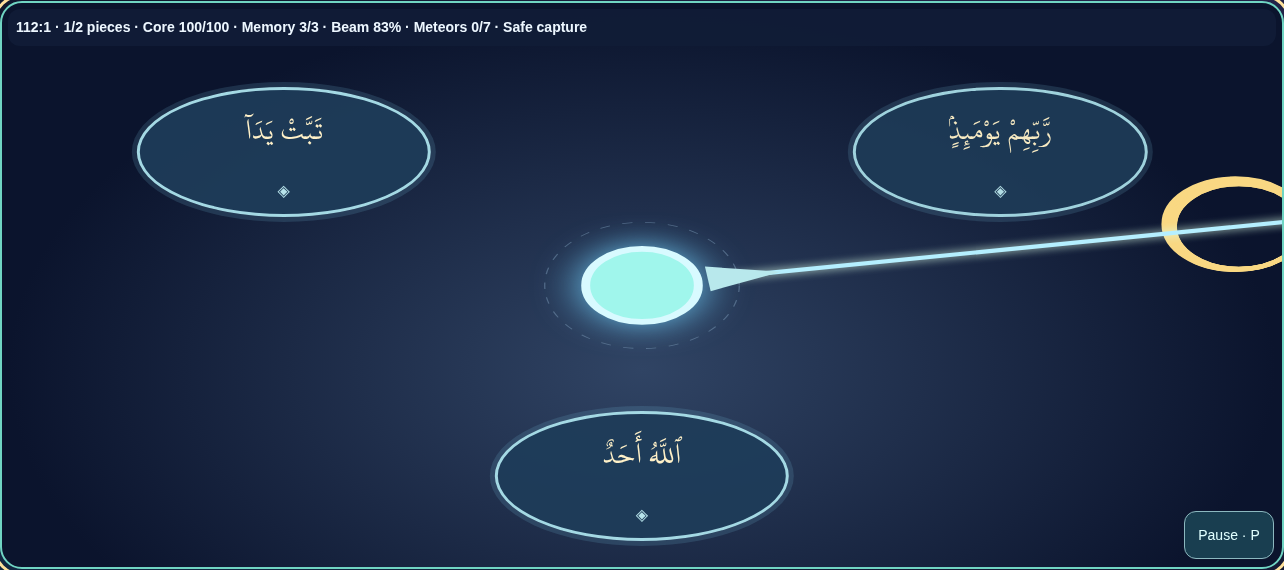 112:1 · 1/2 pieces · Core 100/100 · Memory 3/3 · Beam 83% · Meteors 0/7 · Safe capture
تَبَّتْ يَدَآ
رَّبِّهِمْ يَوْمَئِذٍۢ
ٱللَّهُ أَحَدٌ
Pause · P